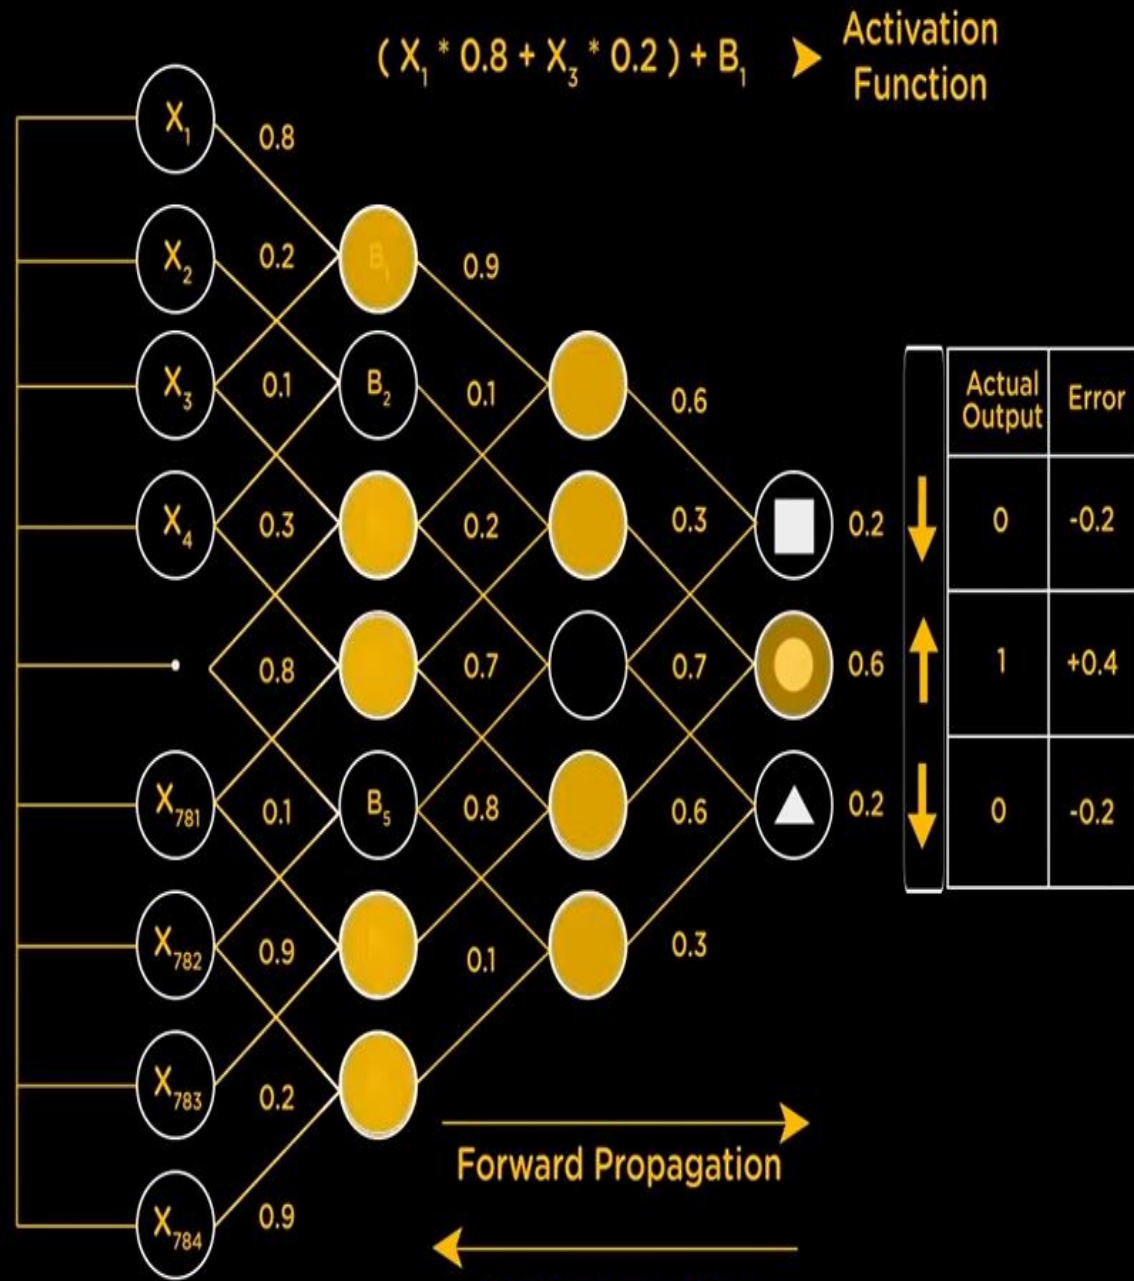 ( X₁ * 0.8 + X₃ * 0.2 ) + B₁
Activation
Function
X₁
0.8
X₂
0.2
B₁
0.9
X₃
0.1
B₂
0.1
0.6
Actual
Output
Error
X₄
0.3
0.2
0.3
0.2
0
-0.2
0.8
0.7
0.7
0.6
1
+0.4
X₇₈₁
0.1
B₅
0.8
0.6
0.2
0
-0.2
X₇₈₂
0.9
0.1
0.3
X₇₈₃
0.2
Forward Propagation
X₇₈₄
0.9